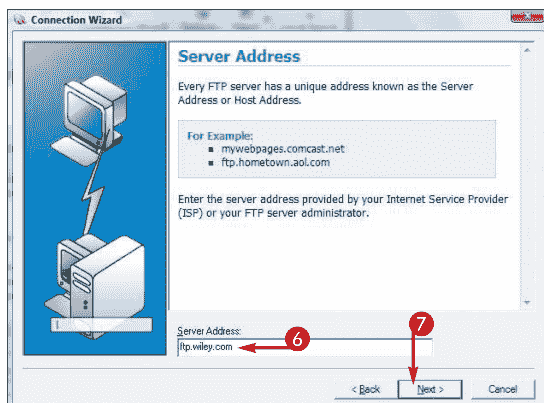 Connection Wizard
Server Address
Every FTP server has a unique address known as the Server
Address or Host Address.
For Example:
mywebpages.comcast.net
ftp.hometown.aol.com
Enter the server address provided by your Internet Service Provider
(ISP) or your FTP server administrator.
Server Address:
ftp.wiley.com
6
7
< Back
Next >
Cancel